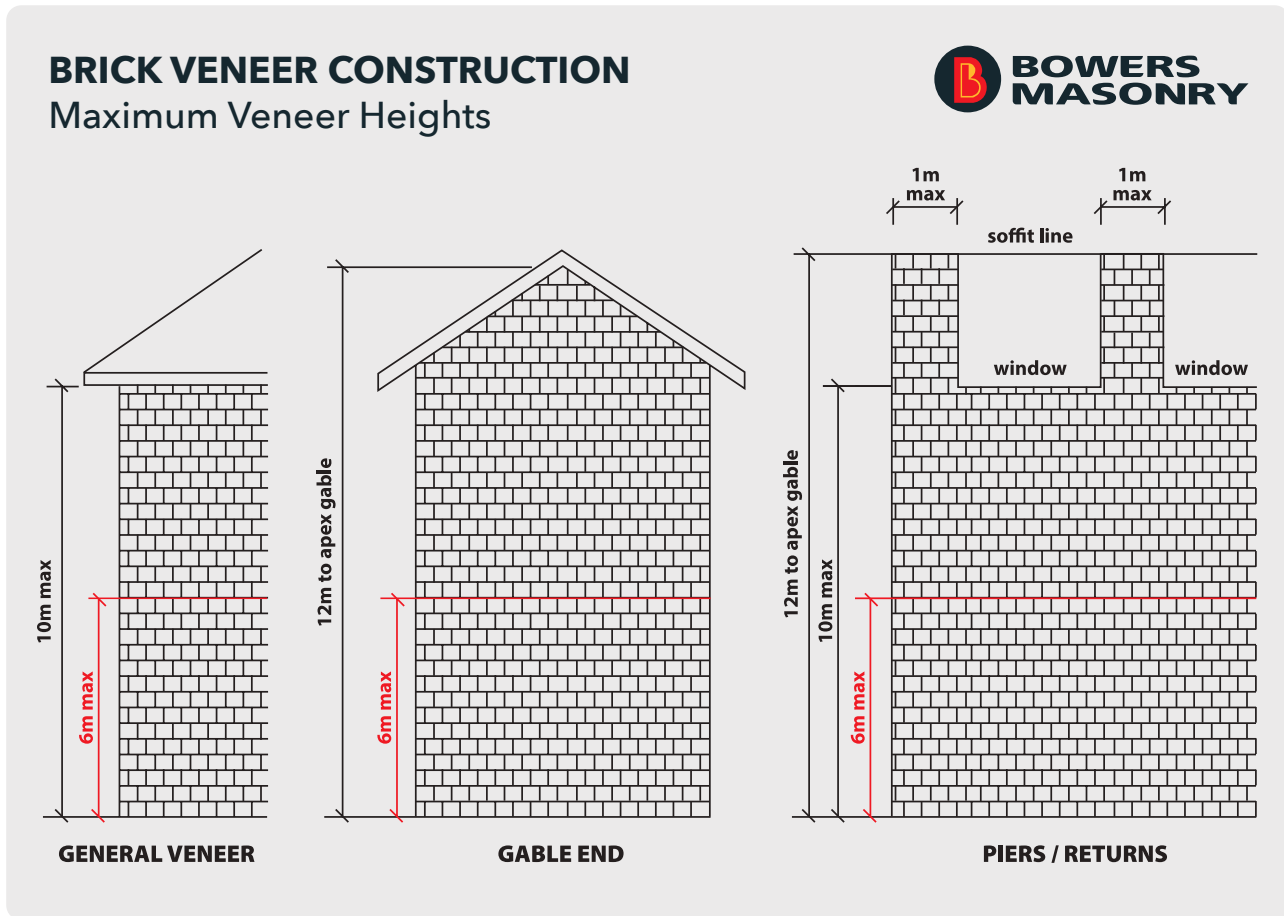 BRICK VENEER CONSTRUCTION
Maximum Veneer Heights
B BOWERS
MASONRY
1m
max
1m
max
soffit line
window
window
10m max
6m max
12m to apex gable
6m max
12m to apex gable
10m max
6m max
GENERAL VENEER
GABLE END
PIERS / RETURNS